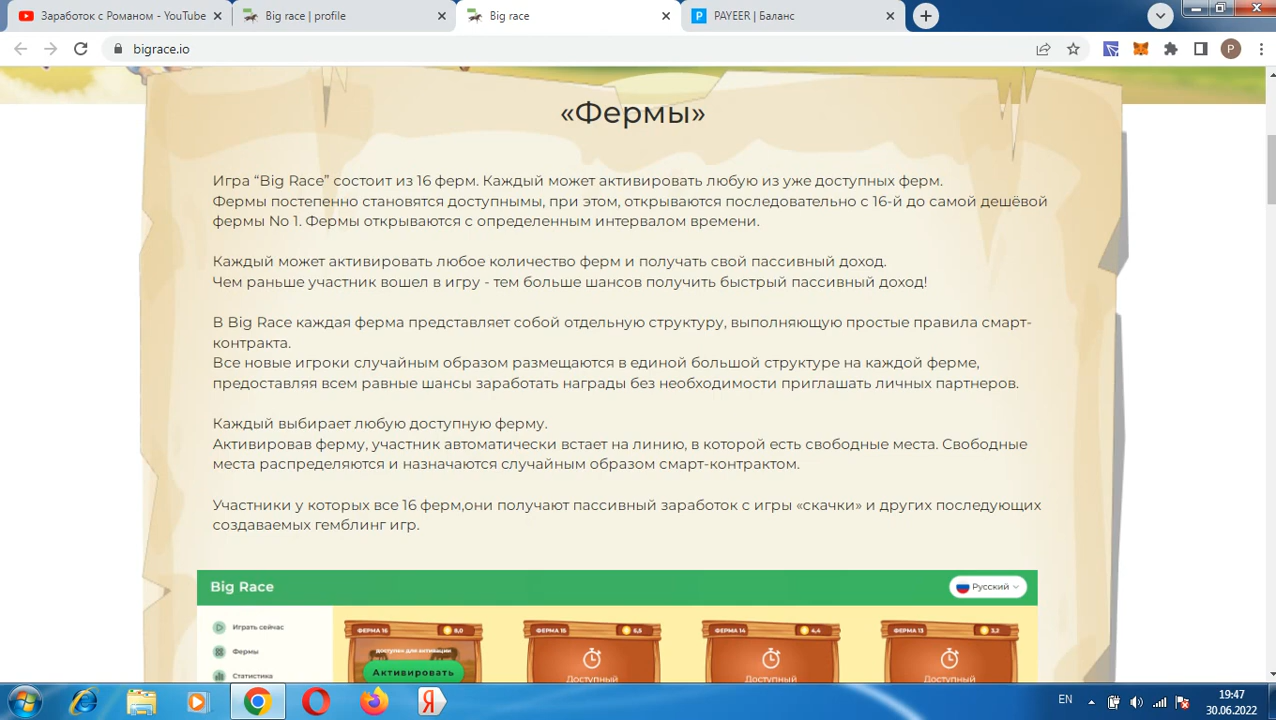 Заработок с Романом - YouTube
Big race | profile
Big race
PAYEER | Баланс
bigrace.io
P
«Фермы»
Игра “Big Race” состоит из 16 ферм. Каждый может активировать любую из уже доступных ферм.
Фермы постепенно становятся доступнымы, при этом, открываются последовательно с 16-й до самой дешёвой
фермы No 1. Фермы открываются с определенным интервалом времени.
Каждый может активировать любое количество ферм и получать свой пассивный доход.
Чем раньше участник вошел в игру - тем больше шансов получить быстрый пассивный доход!
В Big Race каждая ферма представляет собой отдельную структуру, выполняющую простые правила смарт-
контракта.
Все новые игроки случайным образом размещаются в единой большой структуре на каждой ферме,
предоставляя всем равные шансы заработать награды без необходимости приглашать личных партнеров.
Каждый выбирает любую доступную ферму.
Активировав ферму, участник автоматически встает на линию, в которой есть свободные места. Свободные
места распределяются и назначаются случайным образом смарт-контрактом.
Участники у которых все 16 ферм,они получают пассивный заработок с игры «скачки» и других последующих
создаваемых гемблинг игр.
Big Race
Русский
Играть сейчас
Фермы
Статистика
ФЕРМА 16 9,0
доступен для активации
Активировать
ФЕРМА 15 6,5
Доступный
ФЕРМА 14 4,4
Доступный
ФЕРМА 13 3,2
Доступный
EN
19:47
30.06.2022